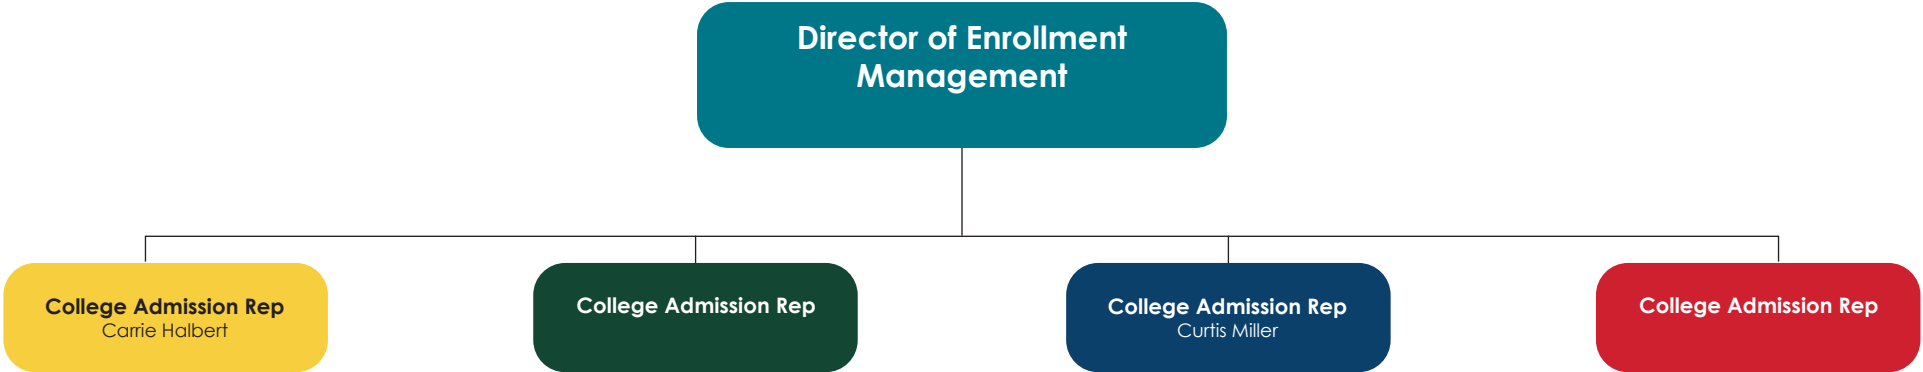 Director of Enrollment
Management
College Admission Rep
Carrie Halbert
College Admission Rep
College Admission Rep
Curtis Miller
College Admission Rep